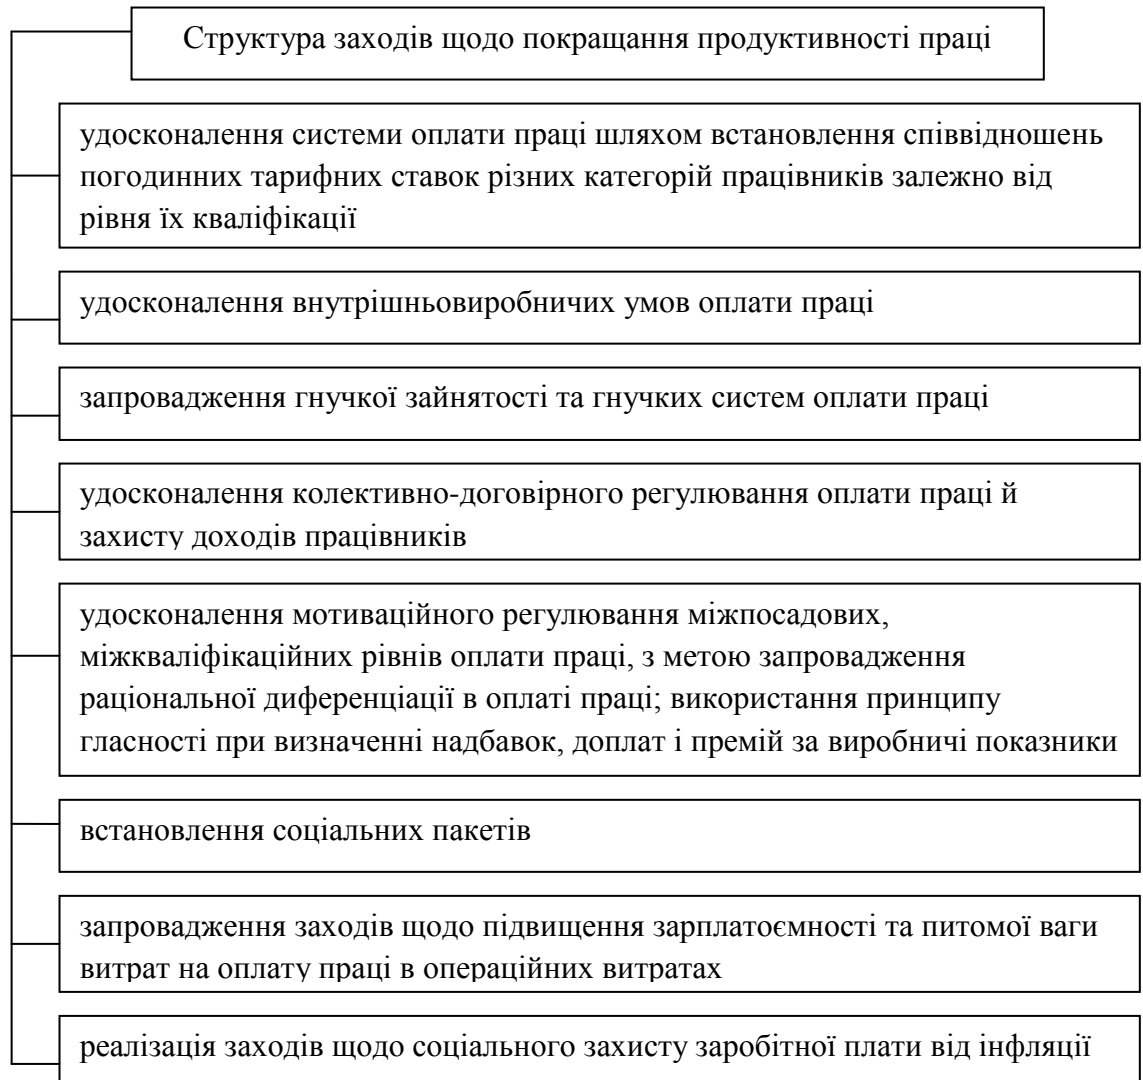 Структура заходів щодо покращання продуктивності праці
удосконалення системи оплати праці шляхом встановлення співвідношень
погодинних тарифних ставок різних категорій працівників залежно від
рівня їх кваліфікації
удосконалення внутрішньовиробничих умов оплати праці
запровадження гнучкої зайнятості та гнучких систем оплати праці
удосконалення колективно-договірного регулювання оплати праці й
захисту доходів працівників
удосконалення мотиваційного регулювання міжпосадових,
міжкваліфікаційних рівнів оплати праці, з метою запровадження
раціональної диференціації в оплаті праці; використання принципу
гласності при визначенні надбавок, доплат і премій за виробничі показники
встановлення соціальних пакетів
запровадження заходів щодо підвищення зарплатоємності та питомої ваги
витрат на оплату праці в операційних витратах
реалізація заходів щодо соціального захисту заробітної плати від інфляції